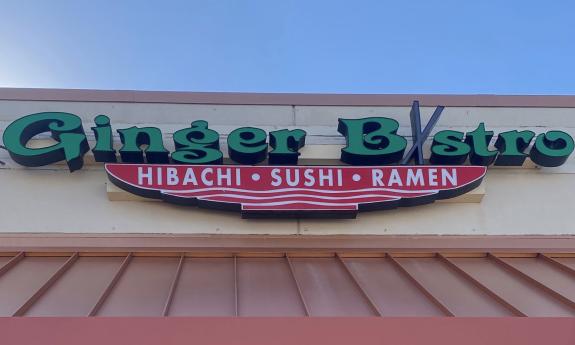 Ginger Bistro
HIBACHI • SUSHI • RAMEN